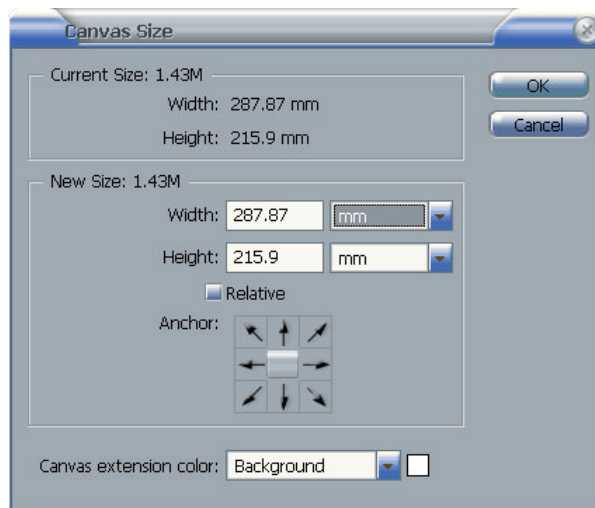 Canvas Size
Current Size: 1.43M
Width: 287.87 mm
Height: 215.9 mm
OK
Cancel
New Size: 1.43M
Width: 287.87 mm
Height: 215.9 mm
Relative
Anchor:
Canvas extension color: Background